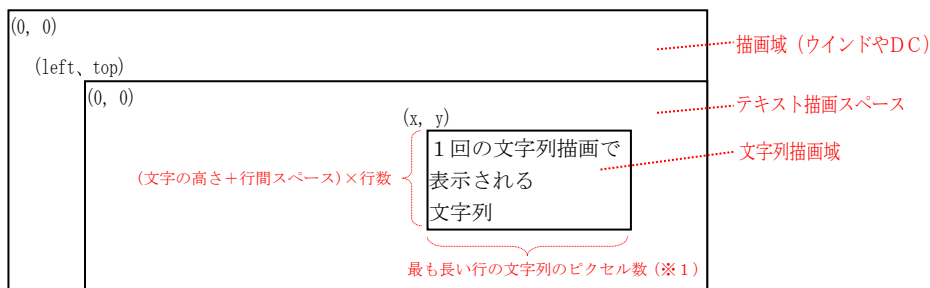 (0, 0)
描画域（ウインドやＤＣ）
(left、top)
(0, 0)
テキスト描画スペース
(x, y)
１回の文字列描画で
文字列描画域
(文字の高さ＋行間スペース)×行数
表示される
文字列
最も長い行の文字列のピクセル数(※１)